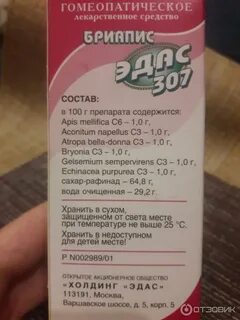 ГОМЕОПАТИЧЕСКОЕ
лекарственное средство
БРИАПИС
ЭДАС
307
СОСТАВ:
в 100 г препарата содержится:
Apis mellifica C6 – 1,0 г,
Aconitum napellus C3 – 1,0 г,
Atropa bella-donna C3 – 1,0 г,
Bryonia C3 – 1,0 г,
Gelsemium sempervirens C3 – 1,0 г,
Echinacea purpurea C3 – 1,0 г,
сахар-рафинад – 64,8 г,
вода очищенная – 29,2 г.
Хранить в сухом,
защищенном от света месте
при температуре не выше 25 °C.
Хранить в недоступном
для детей месте!
Р N002989/01
ОТКРЫТОЕ АКЦИОНЕРНОЕ ОБЩЕСТВО
«ХОЛДИНГ «ЭДАС»
113191, Москва,
Варшавское шоссе, д. 5, корп. 5
ОТЗОВИК